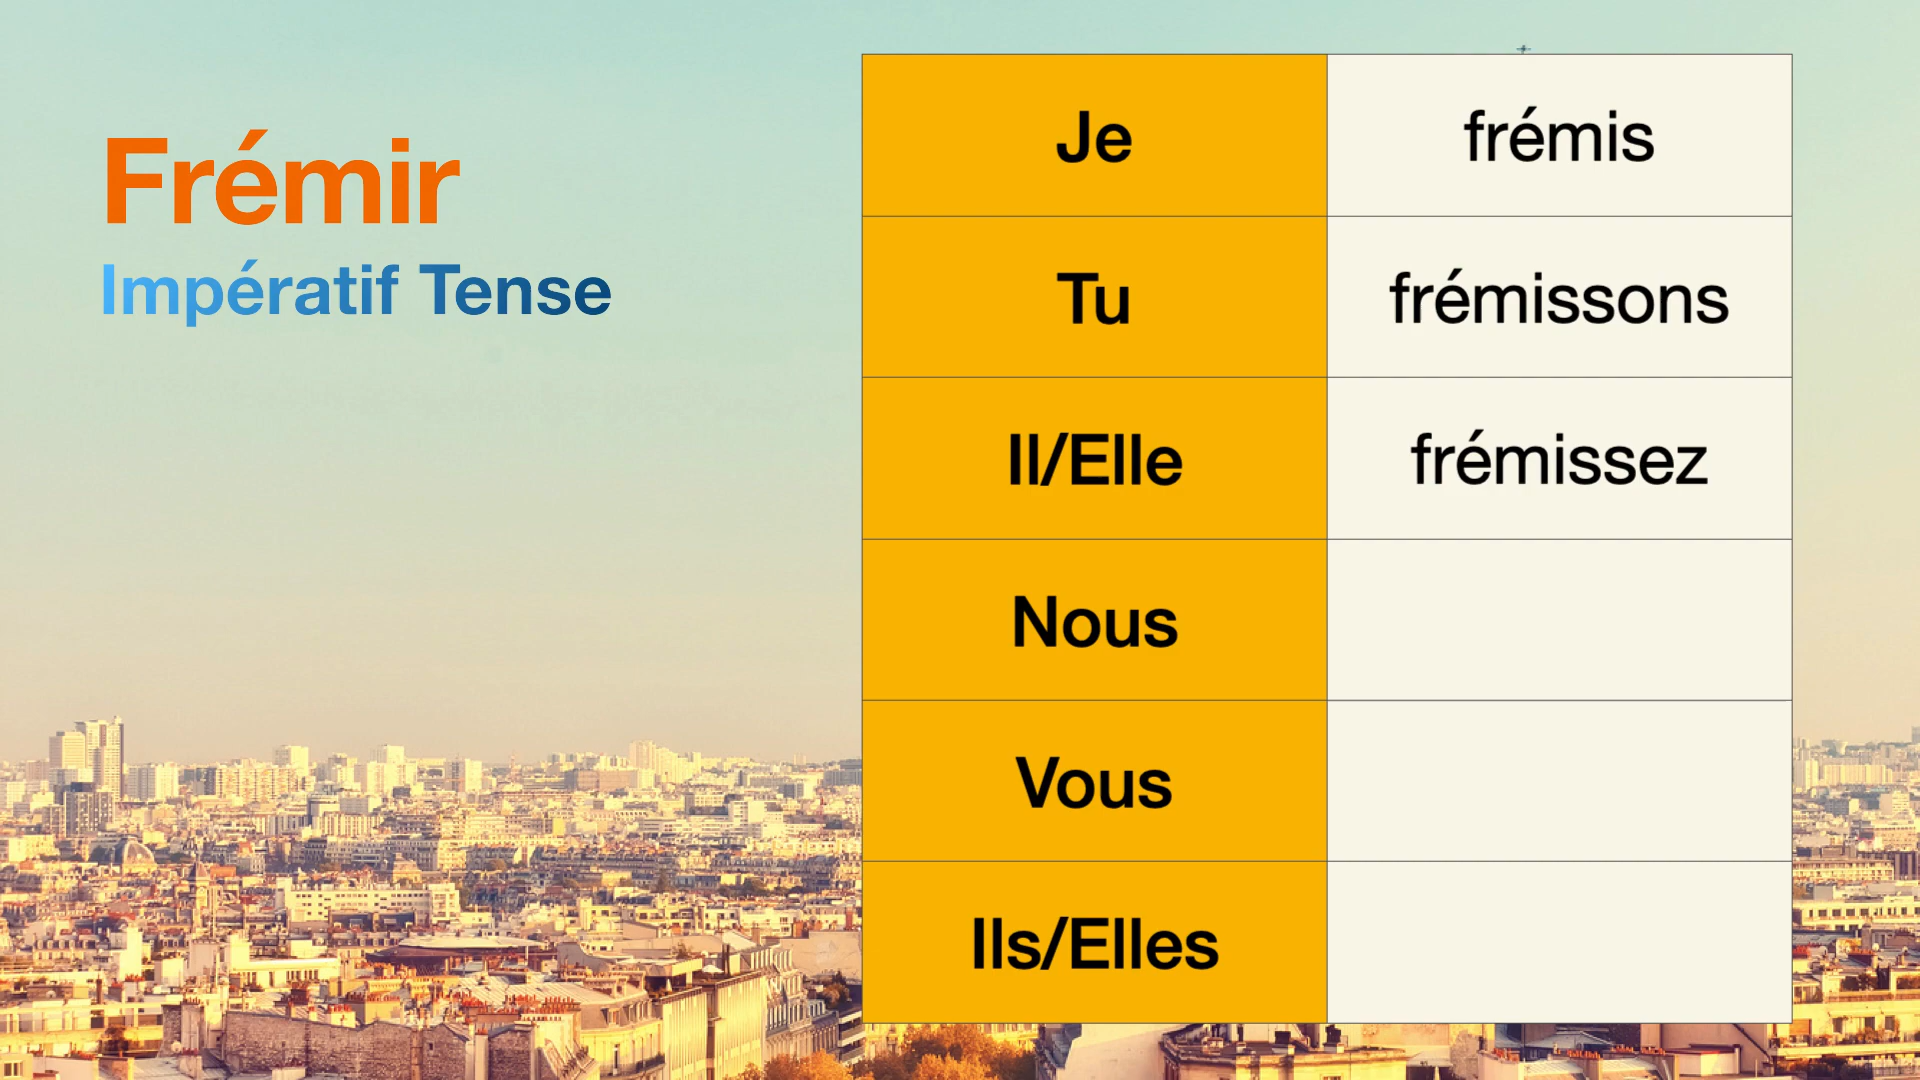 Frémir
Impératif Tense
Je frémis
Tu frémissons
Il/Elle frémissez
Nous
Vous
Ils/Elles